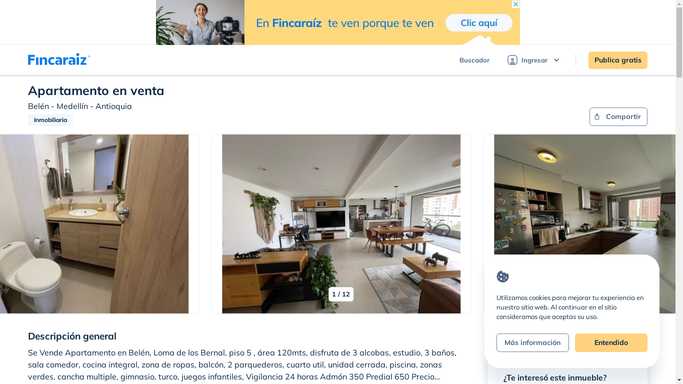 En Fincaraíz te ven porque te ven
Clic aquí
Fincaraíz
Buscador
Ingresar
Publica gratis
Apartamento en venta
Belén - Medellín - Antioquia
Inmobiliaria
Compartir
1 / 12
Utilizamos cookies para mejorar tu experiencia en
nuestro sitio web. Al continuar en el sitio
consideramos que aceptas su uso.
Más información
Entendido
Descripción general
Se Vende Apartamento en Belén, Loma de los Bernal, piso 5 , área 120mts, disfruta de 3 alcobas, estudio, 3 baños,
sala comedor, cocina integral, zona de ropas, balcón, 2 parquederos, cuarto util, unidad cerrada, piscina, zonas
verdes, cancha multiple, gimnasio, turco, juegos infantiles, Vigilancia 24 horas Admón 350 Predial 650 Precio...
¿Te interesó este inmueble?